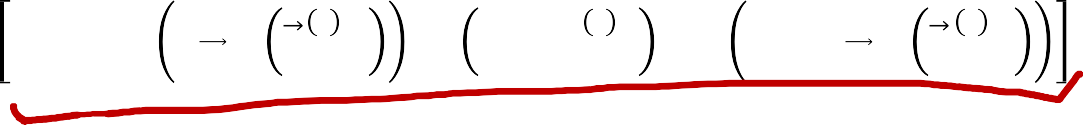 [ ( → ( →( ) ) ) ( ( ) ) ( → ( →( ) ) ) ]